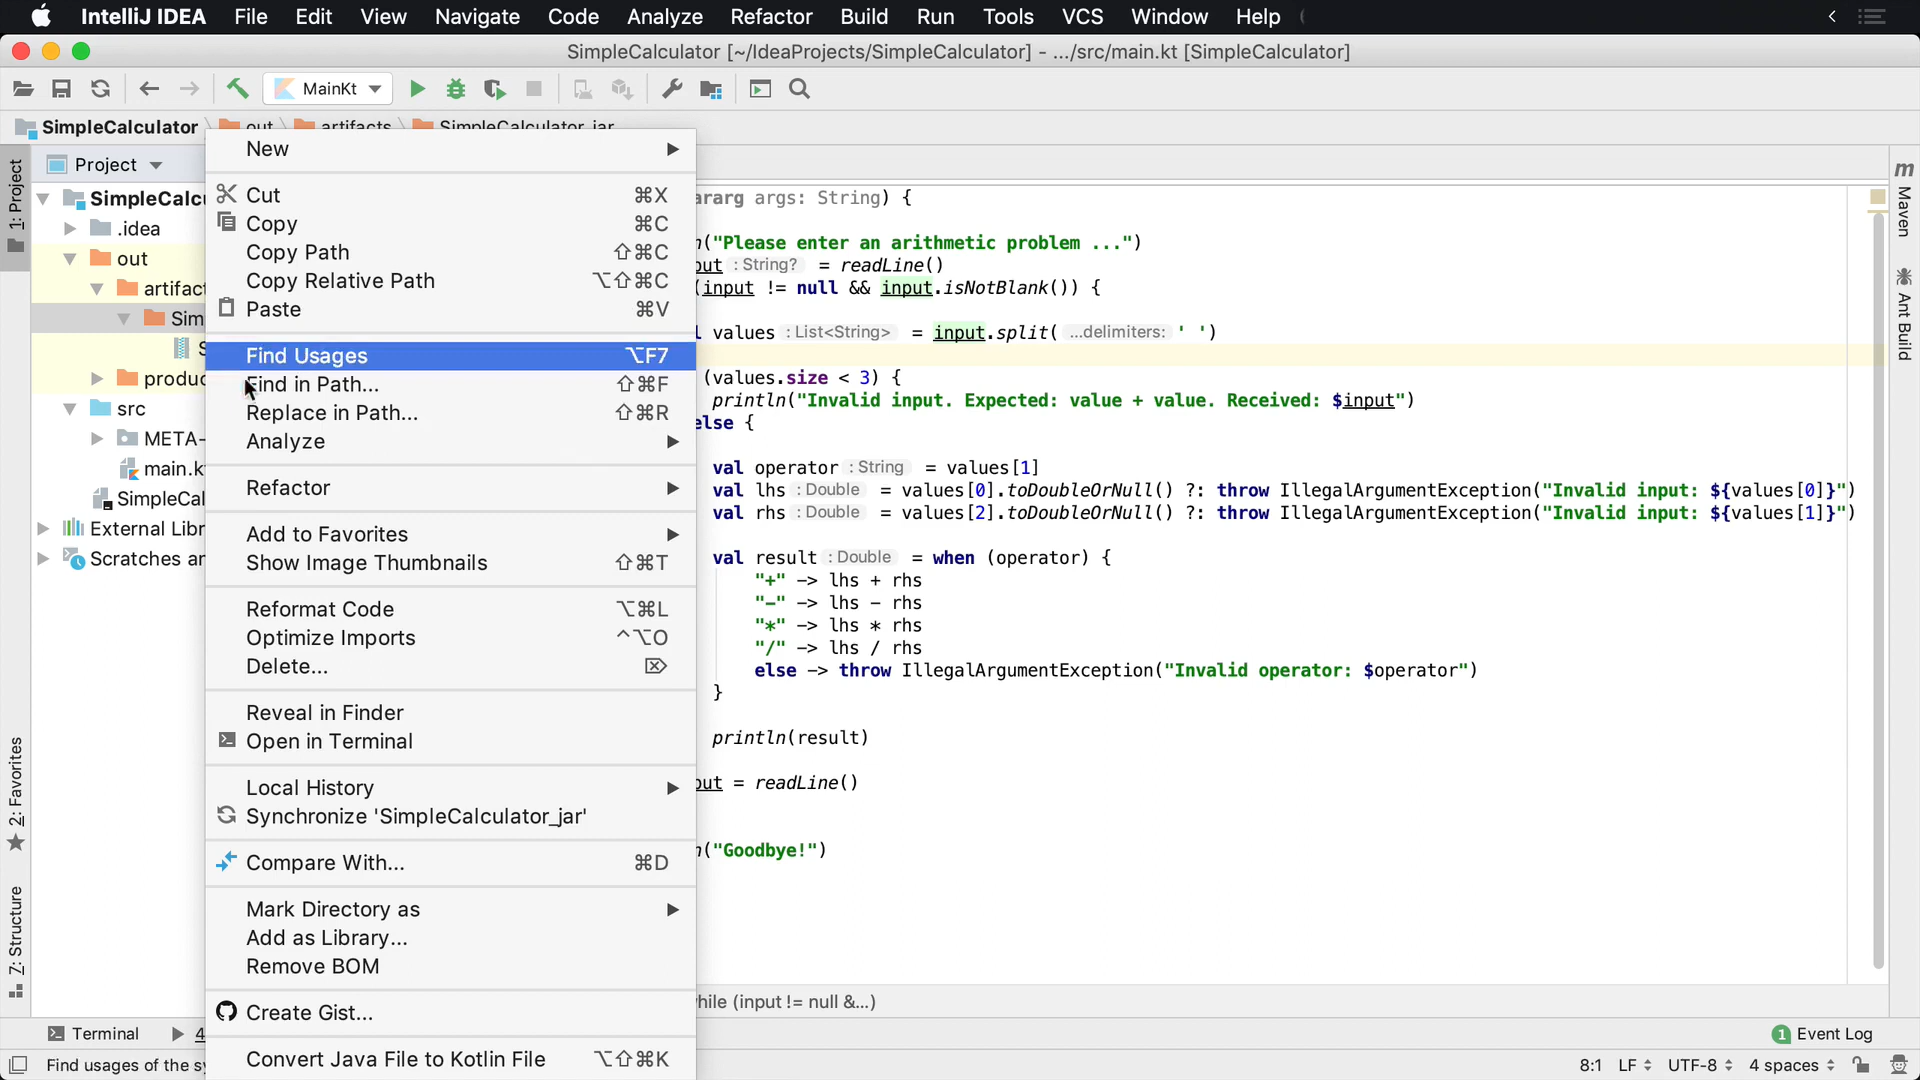 IntelliJ IDEA File Edit View Navigate Code Analyze Refactor Build Run Tools VCS Window Help
SimpleCalculator [~/IdeaProjects/SimpleCalculator] - .../src/main.kt [SimpleCalculator]
MainKt
SimpleCalculator out artifacts SimpleCalculator_jar
Project
1: Project
2: Favorites
7: Structure
SimpleCalc
.idea
out
artifact
Sim
S
produc
src
META-
main.k
SimpleCal
External Libr
Scratches ar
New
Cut ⌘X
Copy ⌘C
Copy Path ⇧⌘C
Copy Relative Path ⌥⇧⌘C
Paste ⌘V
Find Usages ⌥F7
Find in Path... ⇧⌘F
Replace in Path... ⇧⌘R
Analyze
Refactor
Add to Favorites
Show Image Thumbnails ⇧⌘T
Reformat Code ⌥⌘L
Optimize Imports ^⌥O
Delete... ⌦
Reveal in Finder
Open in Terminal
Local History
Synchronize 'SimpleCalculator_jar'
Compare With... ⌘D
Mark Directory as
Add as Library...
Remove BOM
Create Gist...
Convert Java File to Kotlin File ⌥⇧⌘K
ararg args: String) {
n("Please enter an arithmetic problem ...")
put : String? = readLine()
(input != null && input.isNotBlank()) {
l values : List<String> = input.split( ...delimiters: ' ')
(values.size < 3) {
println("Invalid input. Expected: value + value. Received: $input")
else {
val operator : String = values[1]
val lhs : Double = values[0].toDoubleOrNull() ?: throw IllegalArgumentException("Invalid input: ${values[0]}")
val rhs : Double = values[2].toDoubleOrNull() ?: throw IllegalArgumentException("Invalid input: ${values[1]}")
val result : Double = when (operator) {
"+" -> lhs + rhs
"-" -> lhs - rhs
"*" -> lhs * rhs
"/" -> lhs / rhs
else -> throw IllegalArgumentException("Invalid operator: $operator")
}
println(result)
put = readLine()
n("Goodbye!")
hile (input != null &...)
m Maven
Ant Build
Terminal 4
1 Event Log
Find usages of the sy
8:1 LF UTF-8 4 spaces